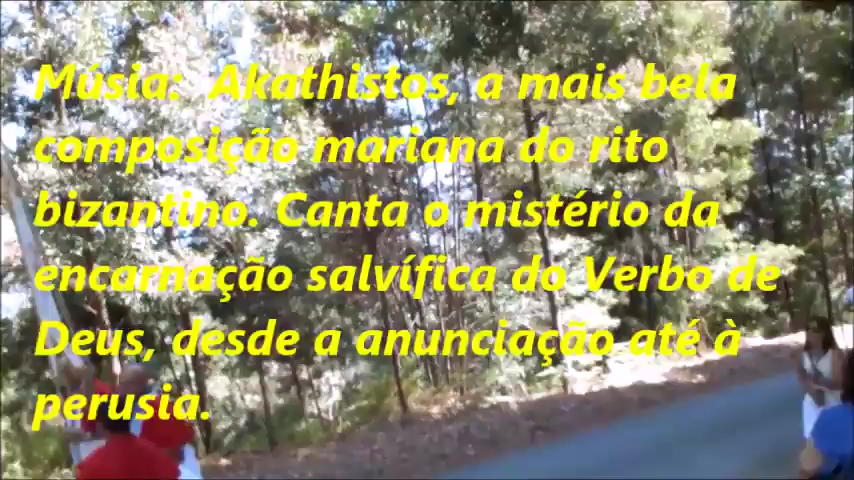 Músia:  Akathistos, a mais bela
composição mariana do rito
bizantino. Canta o mistério da
encarnação salvífica do Verbo de
Deus, desde a anunciação até à
perusia.